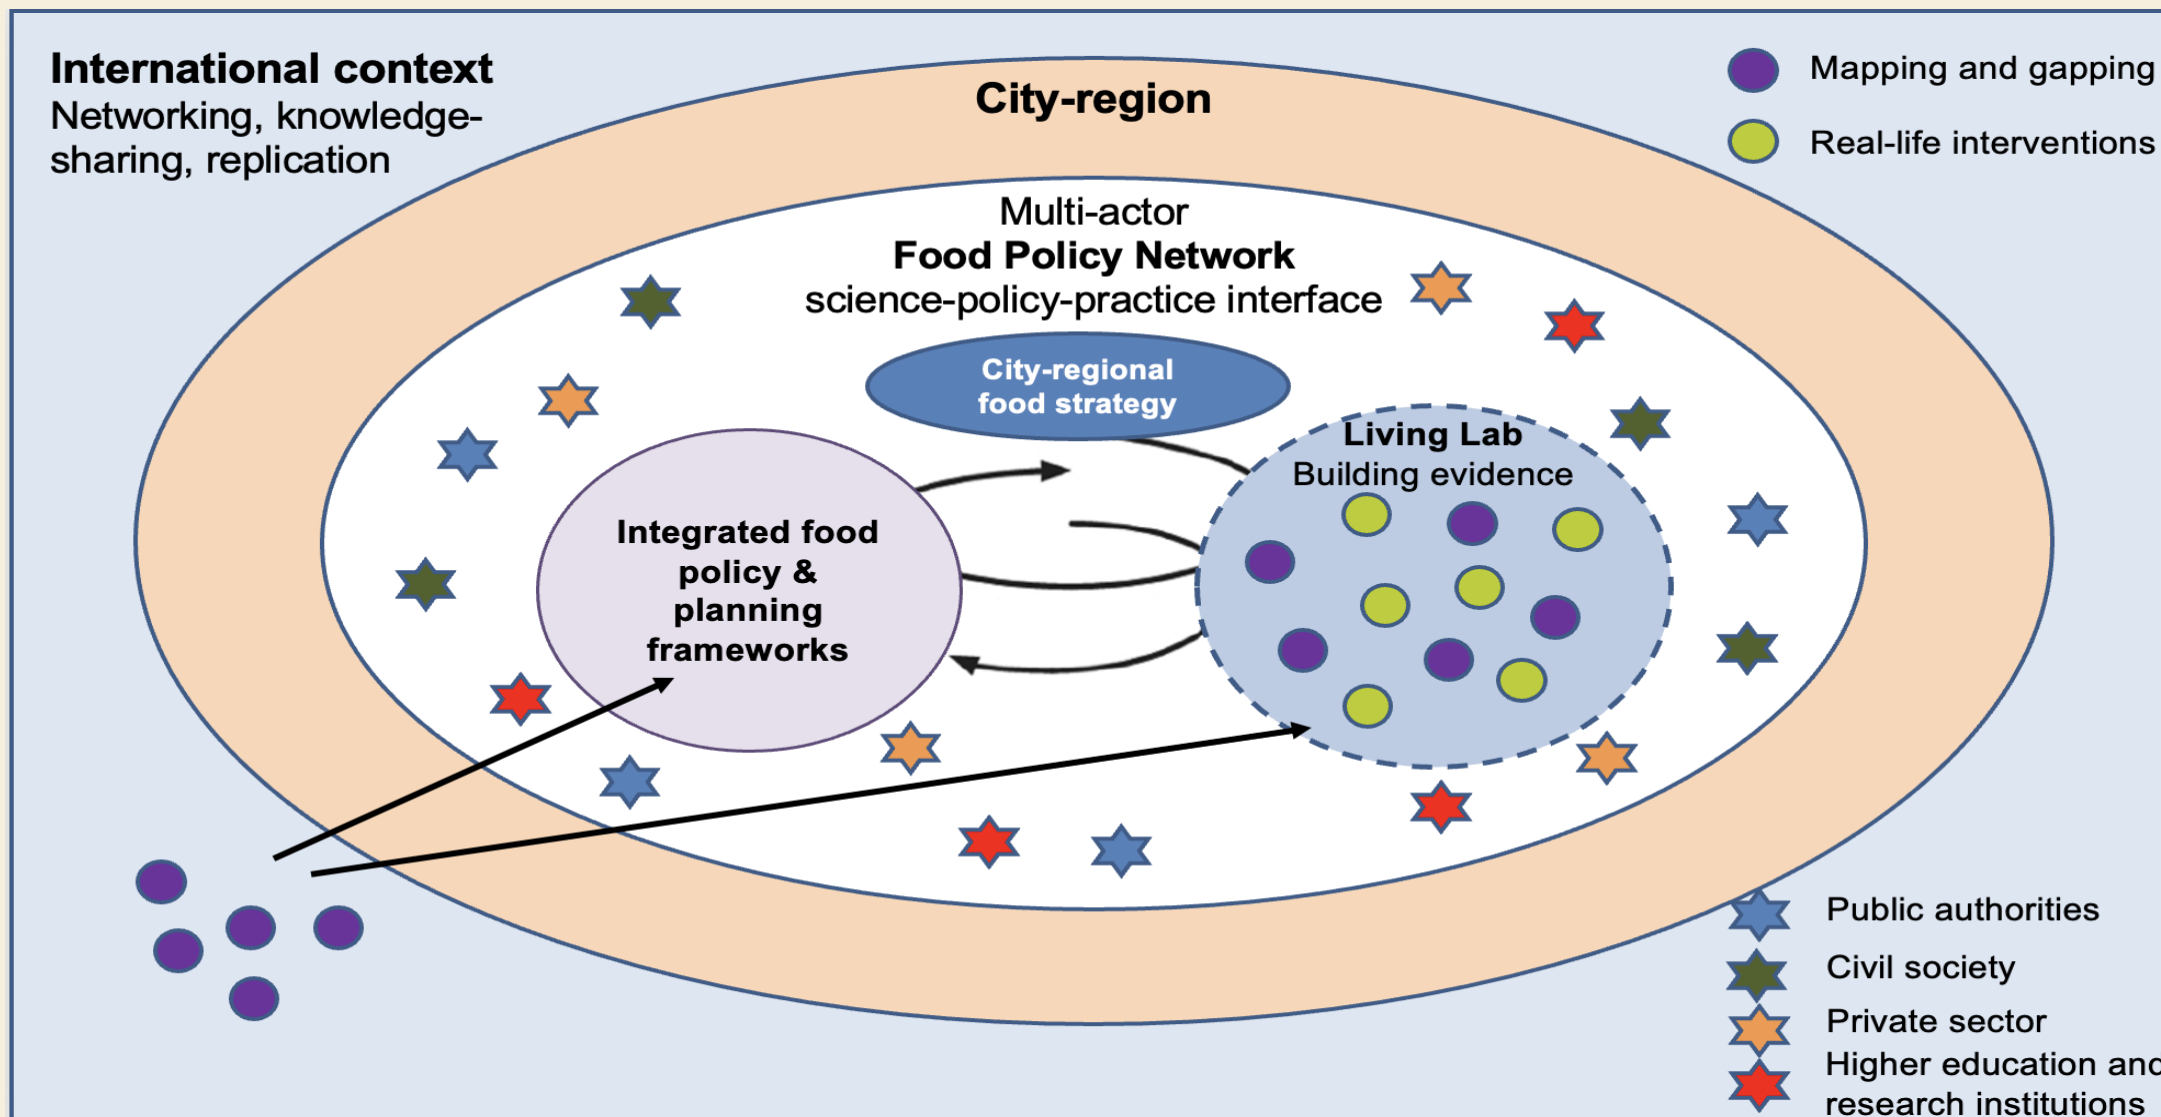 International context
Networking, knowledge-
sharing, replication
City-region
Mapping and gapping
Real-life interventions
Multi-actor
Food Policy Network
science-policy-practice interface
City-regional
food strategy
Living Lab
Building evidence
Integrated food
policy &
planning
frameworks
Public authorities
Civil society
Private sector
Higher education and
research institutions